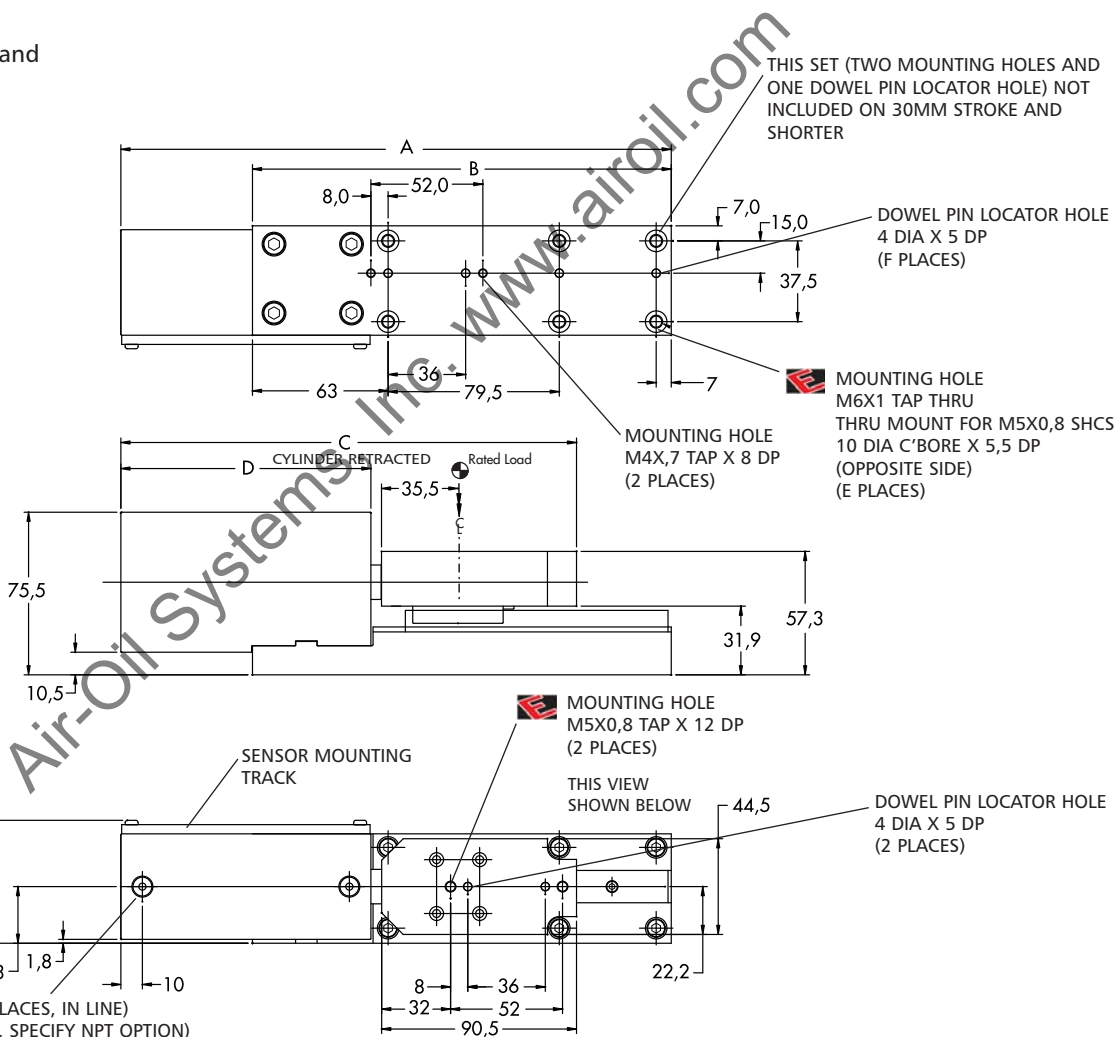 and
THIS SET (TWO MOUNTING HOLES AND
ONE DOWEL PIN LOCATOR HOLE) NOT
INCLUDED ON 30MM STROKE AND
SHORTER
A
B
52,0
8,0
7,0
15,0
37,5
DOWEL PIN LOCATOR HOLE
4 DIA X 5 DP
(F PLACES)
36
63
79,5
7
MOUNTING HOLE
M6X1 TAP THRU
THRU MOUNT FOR M5X0,8 SHCS
10 DIA C'BORE X 5,5 DP
(OPPOSITE SIDE)
(E PLACES)
MOUNTING HOLE
M4X,7 TAP X 8 DP
(2 PLACES)
C
CYLINDER RETRACTED
Rated Load
D
35,5
75,5
57,3
31,9
10,5
MOUNTING HOLE
M5X0,8 TAP X 12 DP
(2 PLACES)
SENSOR MOUNTING
TRACK
THIS VIEW
SHOWN BELOW
44,5
DOWEL PIN LOCATOR HOLE
4 DIA X 5 DP
(2 PLACES)
1,8
10
8
36
22,2
32
52
90,5
LACES, IN LINE)
. SPECIFY NPT OPTION)
Air-Oil Systems Inc. www.airoil.com